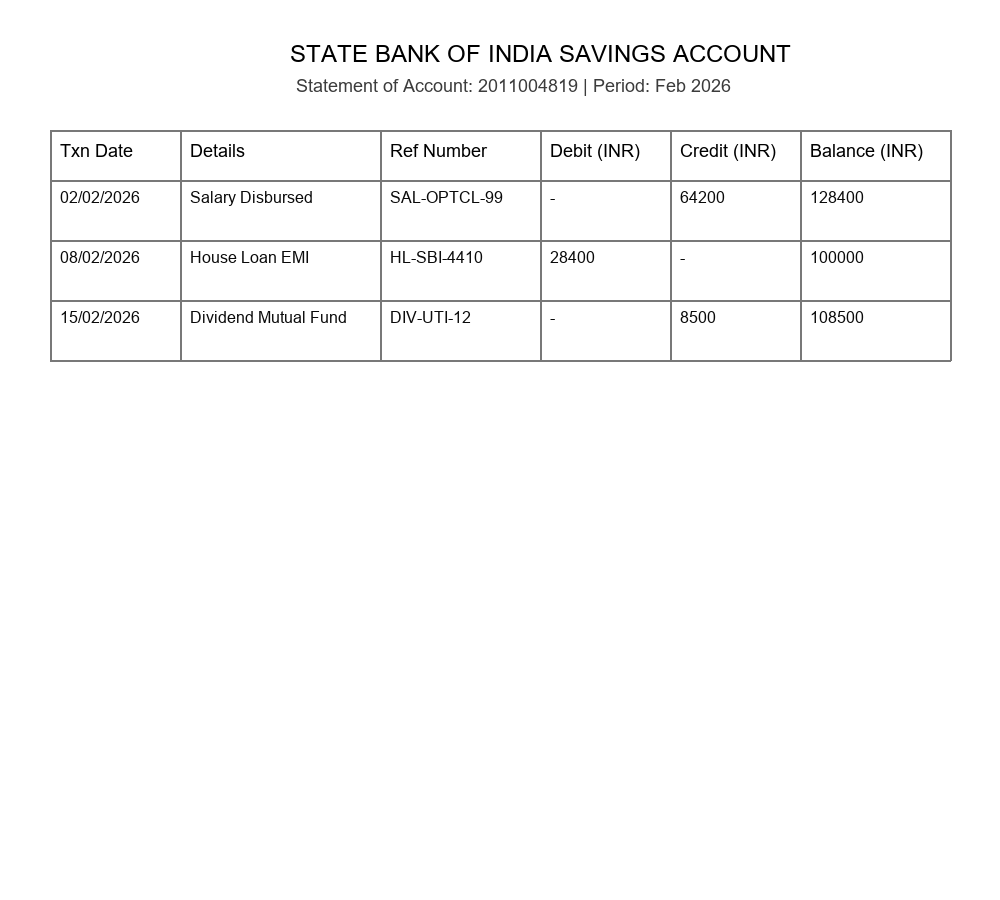 STATE BANK OF INDIA SAVINGS ACCOUNT
Statement of Account: 2011004819 | Period: Feb 2026
Txn Date Details Ref Number Debit (INR) Credit (INR) Balance (INR)
02/02/2026 Salary Disbursed SAL-OPTCL-99 - 64200 128400
08/02/2026 House Loan EMI HL-SBI-4410 28400 - 100000
15/02/2026 Dividend Mutual Fund DIV-UTI-12 - 8500 108500